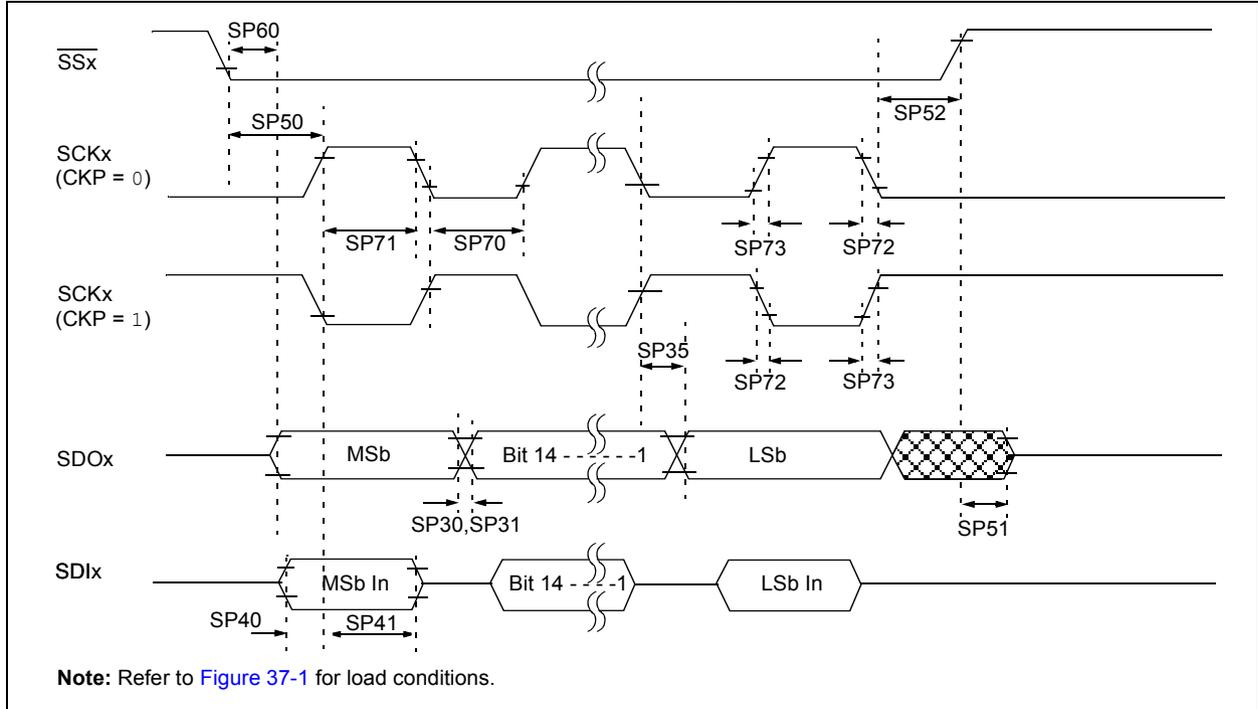 SP60
SSx
SP52
SP50
SCKx
(CKP = 0)
SP71
SP70
SP73
SP72
SCKx
(CKP = 1)
SP35
SP72
SP73
SDOx
MSb
Bit 14 - - - - - -1
LSb
SP30,SP31
SP51
SDIx
MSb In
Bit 14 - - - -1
LSb In
SP40
SP41
Note: Refer to Figure 37-1 for load conditions.